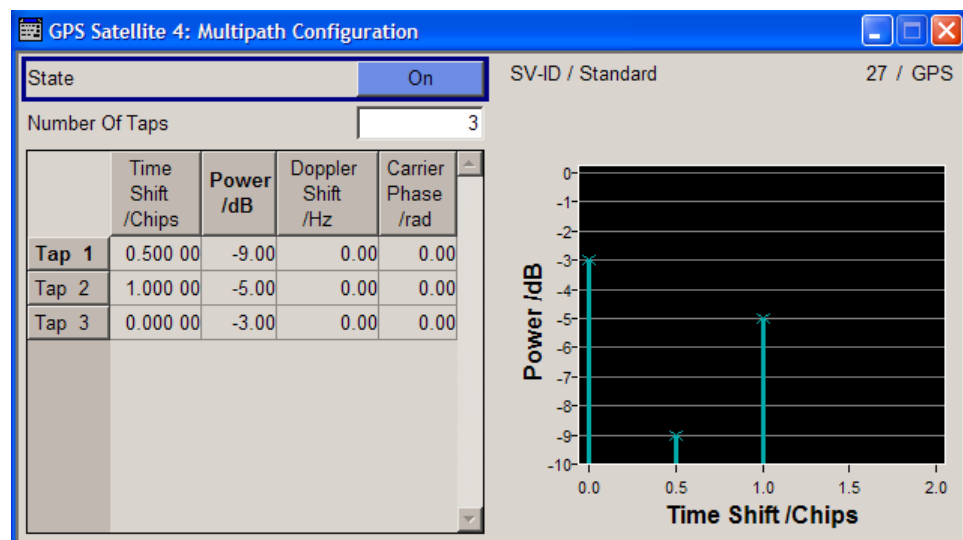 GPS Satellite 4: Multipath Configuration
State On
Number Of Taps 3
Time Shift /Chips Power /dB Doppler Shift /Hz Carrier Phase /rad
Tap 1 0.500 00 -9.00 0.00 0.00
Tap 2 1.000 00 -5.00 0.00 0.00
Tap 3 0.000 00 -3.00 0.00 0.00
SV-ID / Standard 27 / GPS
Power /dB
0
-1
-2
-3
-4
-5
-6
-7
-8
-9
-10
0.0 0.5 1.0 1.5 2.0
Time Shift /Chips